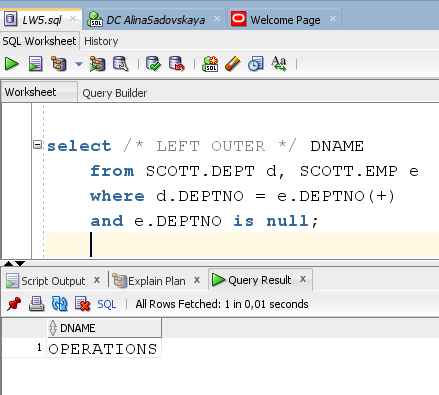 LW5.sql x DC AlinaSadovskaya x Welcome Page x
SQL Worksheet History
SQL Aa
Worksheet Query Builder
select /* LEFT OUTER */ DNAME
from SCOTT.DEPT d, SCOTT.EMP e
where d.DEPTNO = e.DEPTNO(+)
and e.DEPTNO is null;
Script Output x Explain Plan x Query Result x
SQL | All Rows Fetched: 1 in 0,01 seconds
DNAME
1 OPERATIONS